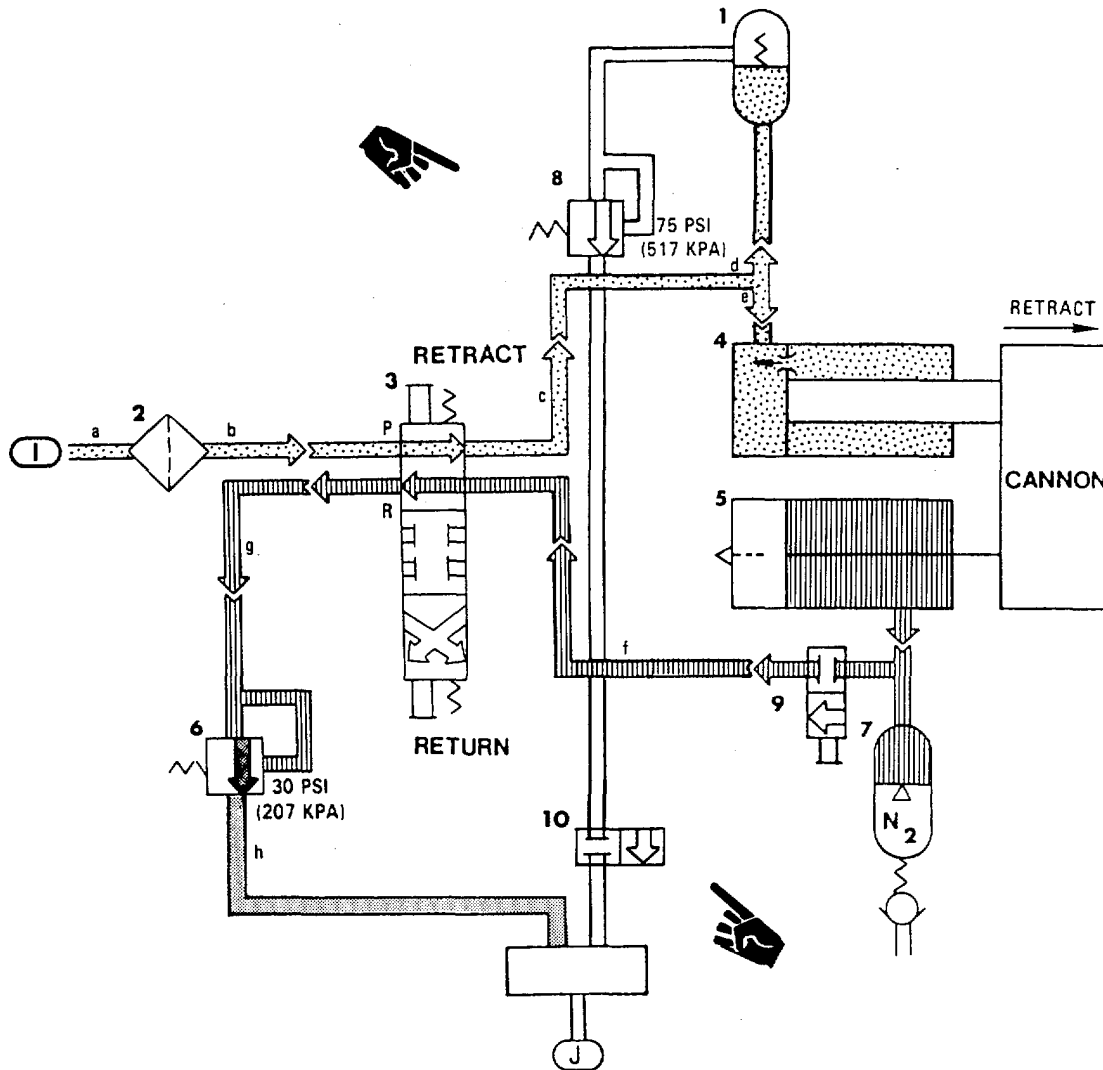 1
8
75 PSI
(517 KPA)
d
e
RETRACT
4
RETRACT
3
c
2
I
a
b
P
CANNON
5
R
g
f
9
7
RETURN
6
30 PSI
(207 KPA)
10
N2
h
J